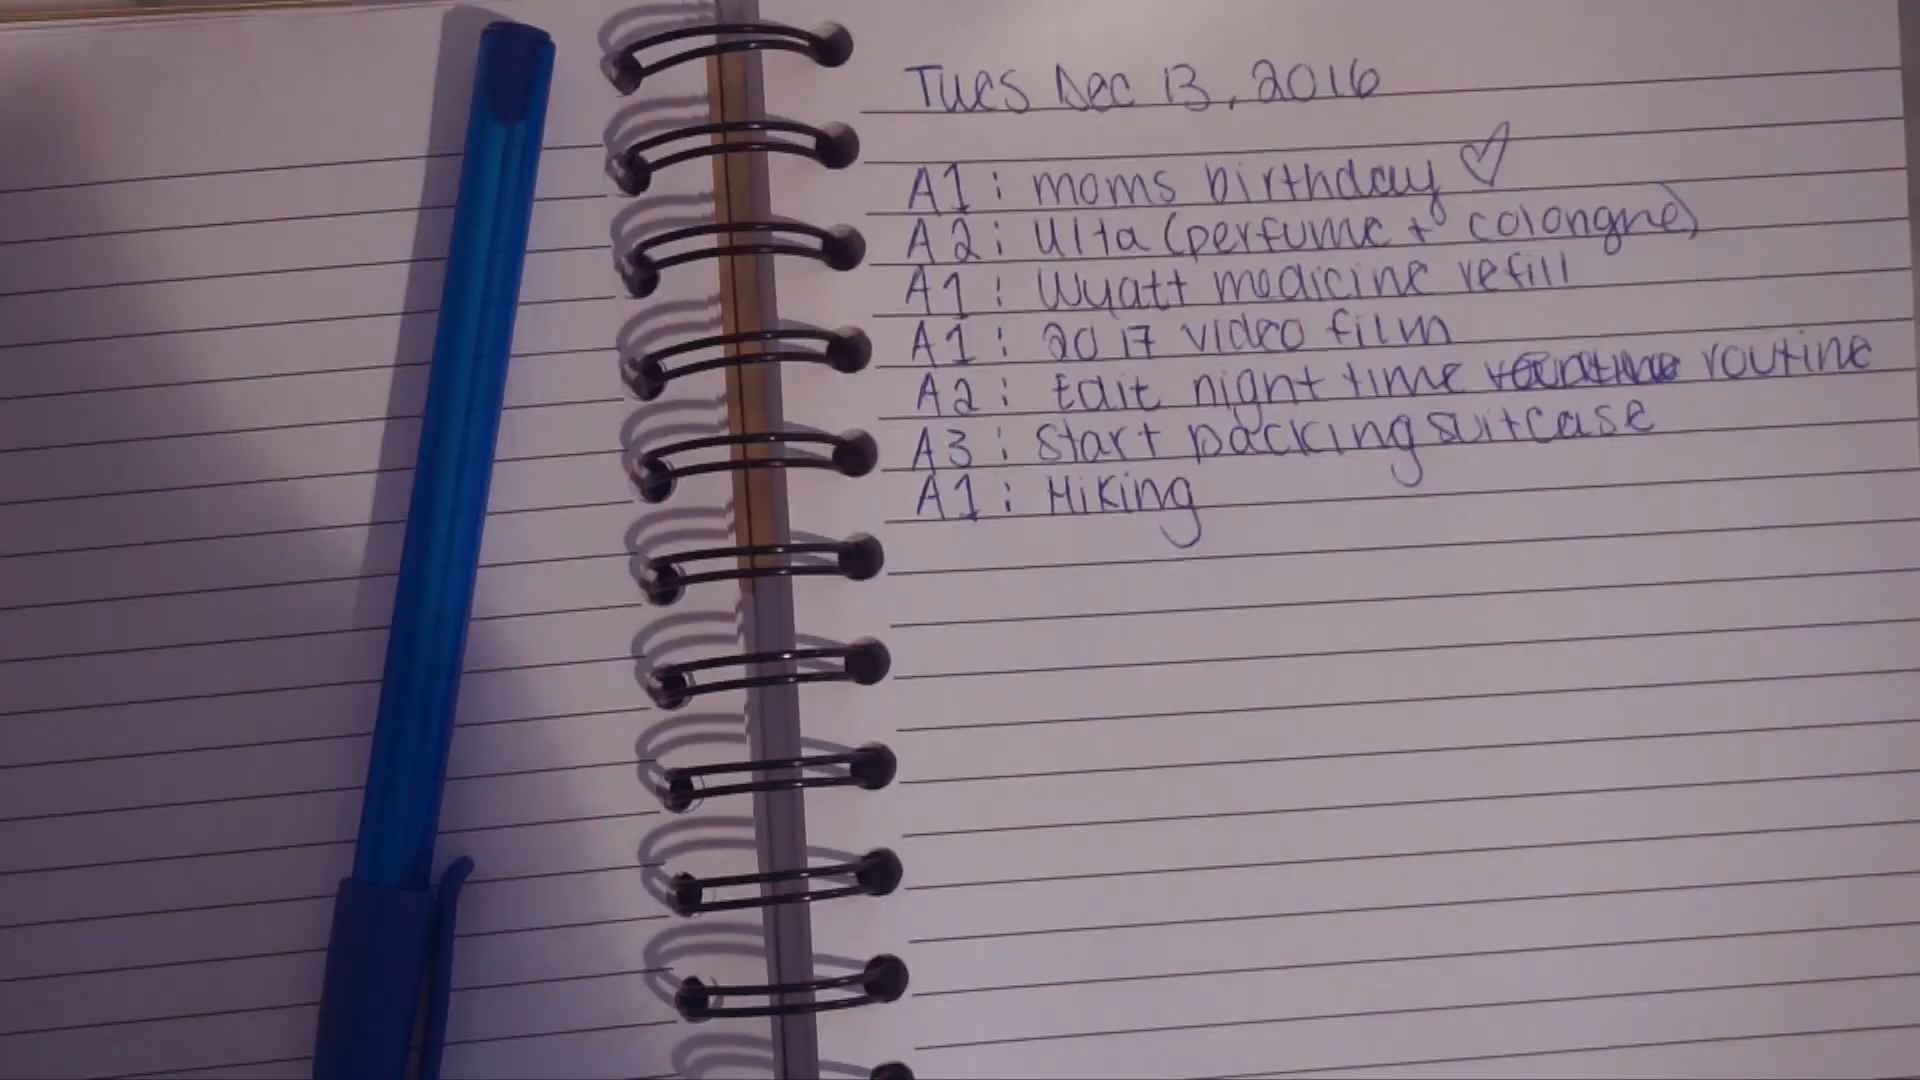 Tues Dec 13, 2016
A1: moms birthday ♡
A2: Ulta (perfume + colongne)
A1: Wyatt medicine refill
A1: 2017 video film
A2: Edit night time routine
A3: Start packing suitcase
A1: Hiking